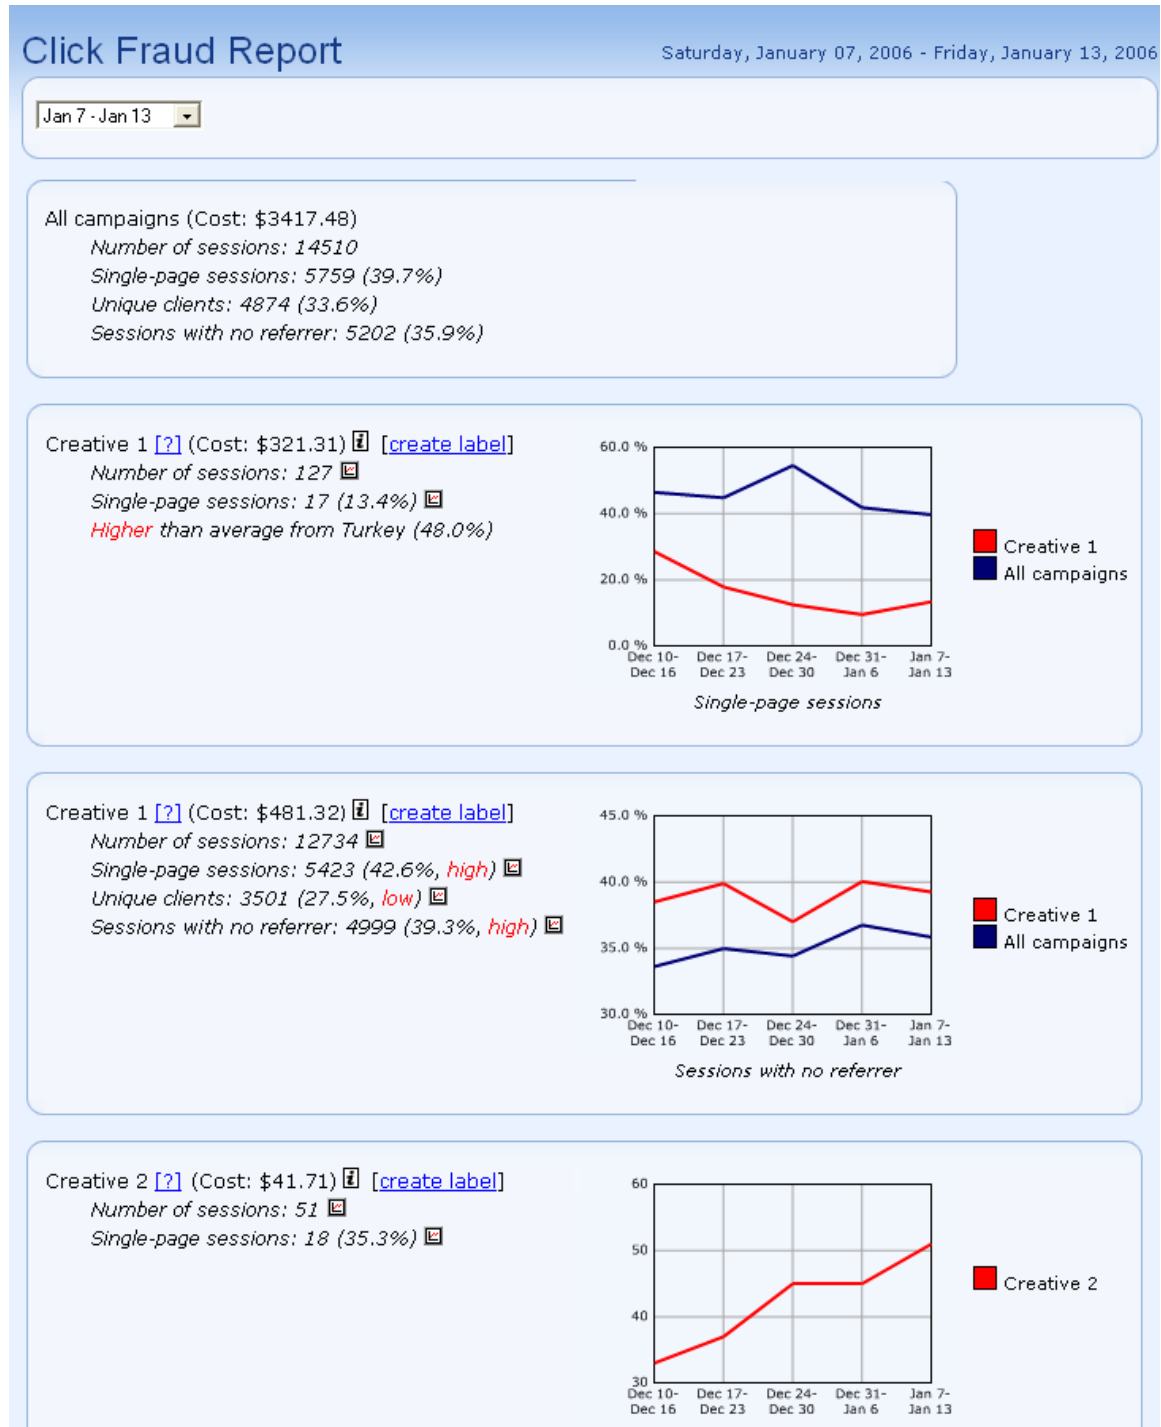 Click Fraud Report
Saturday, January 07, 2006 - Friday, January 13, 2006
Jan 7 - Jan 13
All campaigns (Cost: $3417.48)
Number of sessions: 14510
Single-page sessions: 5759 (39.7%)
Unique clients: 4874 (33.6%)
Sessions with no referrer: 5202 (35.9%)
Creative 1 [?] (Cost: $321.31) i [create label]
Number of sessions: 127
Single-page sessions: 17 (13.4%)
Higher than average from Turkey (48.0%)
60.0 %
40.0 %
20.0 %
0.0 %
Dec 10- Dec 17- Dec 24- Dec 31- Jan 7-
Dec 16 Dec 23 Dec 30 Jan 6 Jan 13
Single-page sessions
Creative 1
All campaigns
Creative 1 [?] (Cost: $481.32) i [create label]
Number of sessions: 12734
Single-page sessions: 5423 (42.6%, high)
Unique clients: 3501 (27.5%, low)
Sessions with no referrer: 4999 (39.3%, high)
45.0 %
40.0 %
35.0 %
30.0 %
Dec 10- Dec 17- Dec 24- Dec 31- Jan 7-
Dec 16 Dec 23 Dec 30 Jan 6 Jan 13
Sessions with no referrer
Creative 1
All campaigns
Creative 2 [?] (Cost: $41.71) i [create label]
Number of sessions: 51
Single-page sessions: 18 (35.3%)
60
50
40
30
Dec 10- Dec 17- Dec 24- Dec 31- Jan 7-
Dec 16 Dec 23 Dec 30 Jan 6 Jan 13
Creative 2